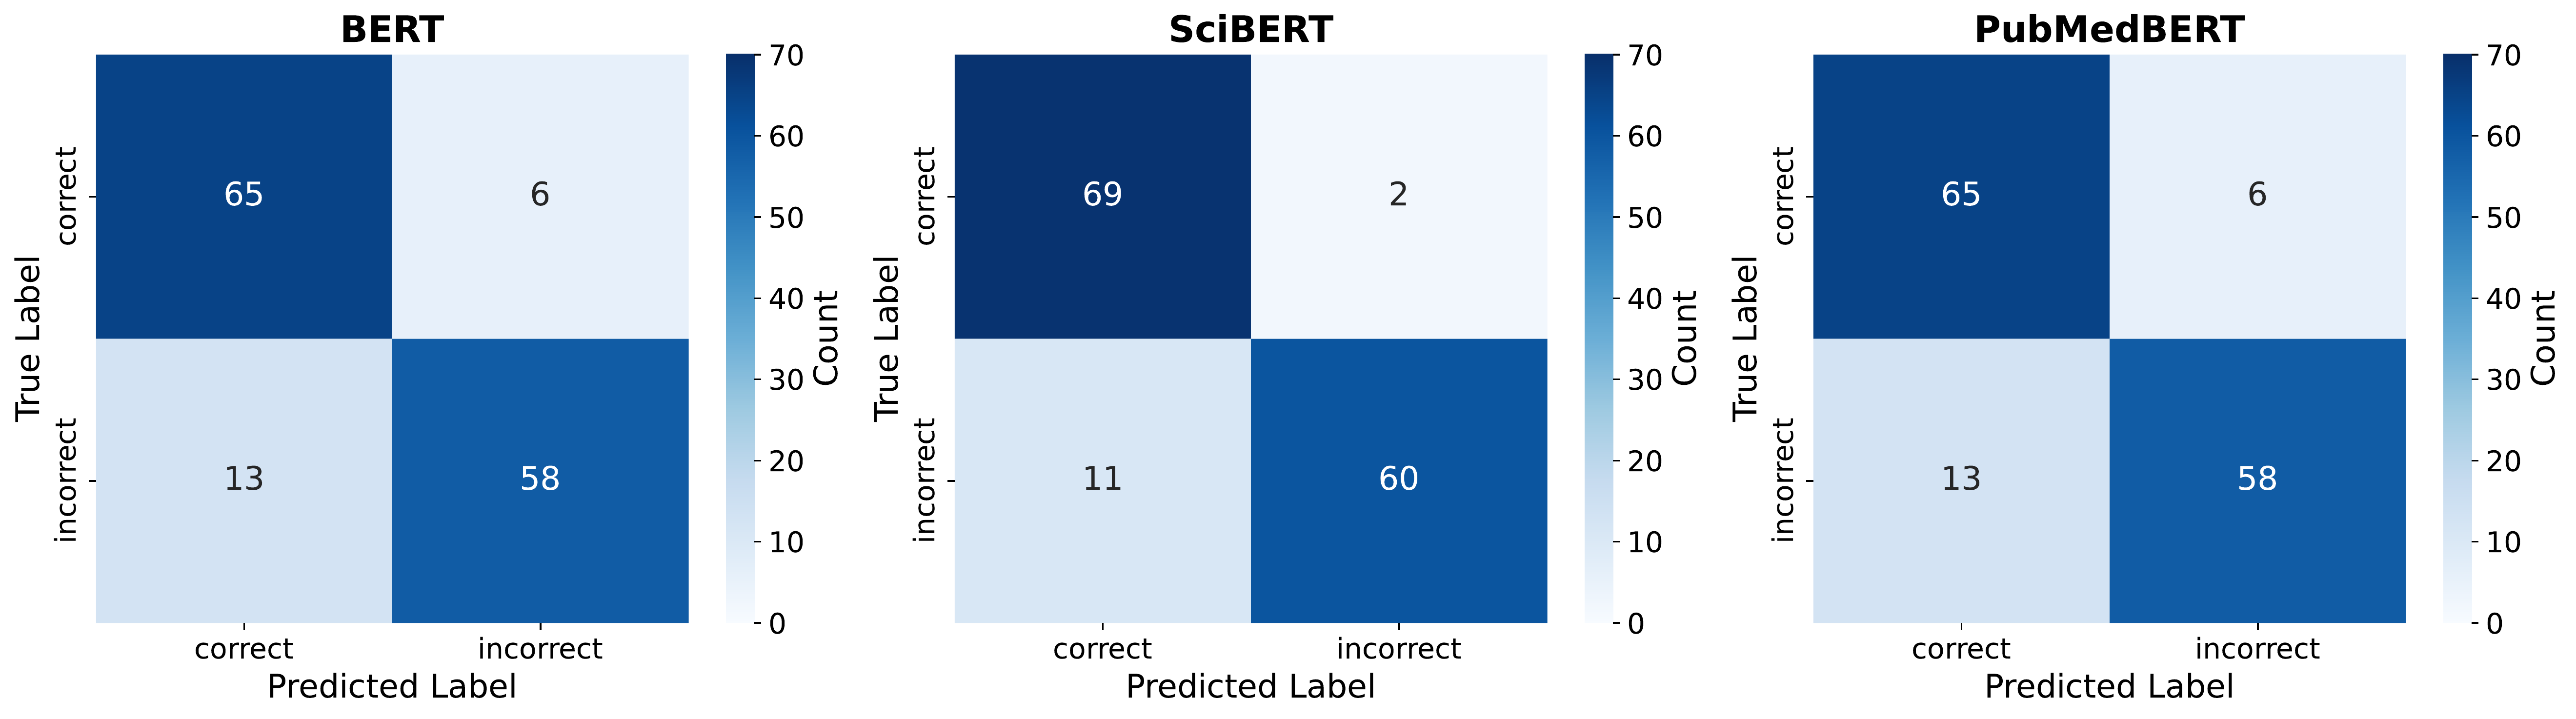 BERT
65 6
13 58
correct
incorrect
True Label
correct incorrect
Predicted Label
70
60
50
40
30
20
10
0
Count
SciBERT
69 2
11 60
correct
incorrect
True Label
correct incorrect
Predicted Label
70
60
50
40
30
20
10
0
Count
PubMedBERT
65 6
13 58
correct
incorrect
True Label
correct incorrect
Predicted Label
70
60
50
40
30
20
10
0
Count